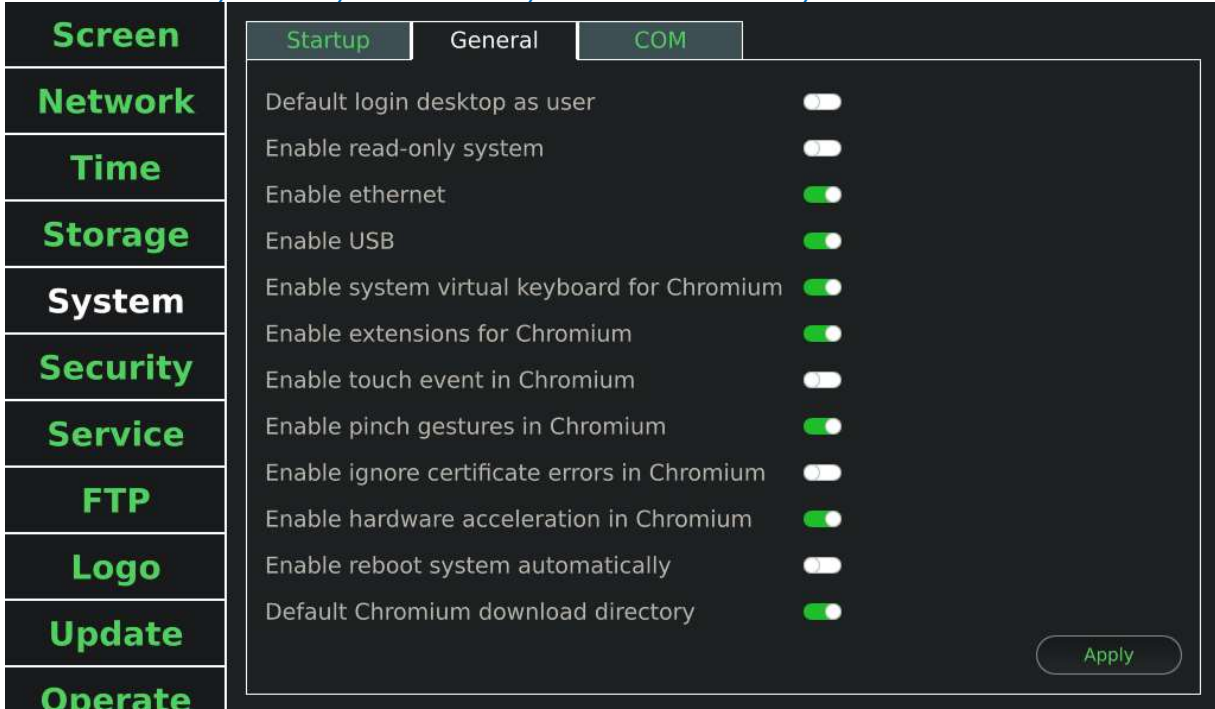 Screen
Network
Time
Storage
System
Security
Service
FTP
Logo
Update
Operate
Startup General COM
Default login desktop as user
Enable read-only system
Enable ethernet
Enable USB
Enable system virtual keyboard for Chromium
Enable extensions for Chromium
Enable touch event in Chromium
Enable pinch gestures in Chromium
Enable ignore certificate errors in Chromium
Enable hardware acceleration in Chromium
Enable reboot system automatically
Default Chromium download directory
Apply